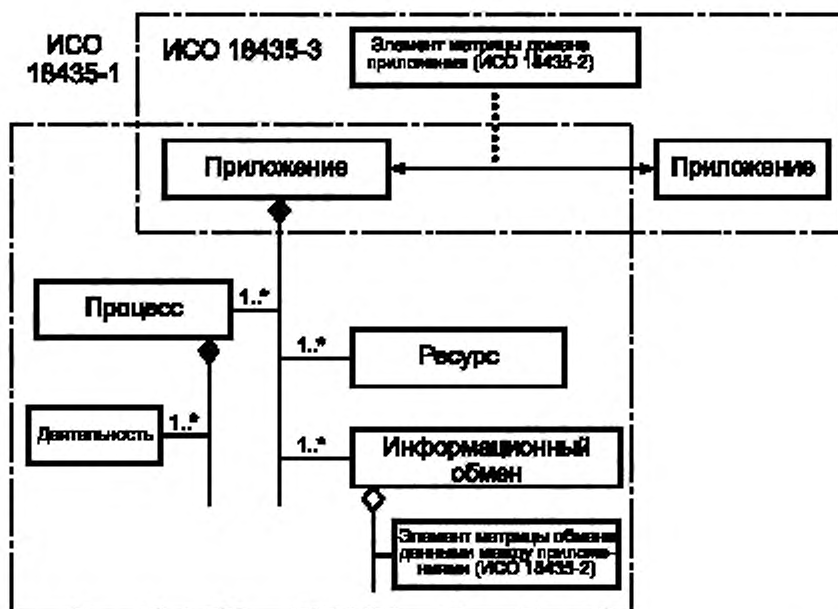 ИСО
18435-1
ИСО 18435-3
Элемент матрицы домена
приложения (ИСО 18435-2)
Приложение
Приложение
Процесс
1..*
1..*
Ресурс
Деятельность
1..*
1..*
Информационный
обмен
Элемент матрицы обмена
данными между приложе-
ниями (ИСО 18435-2)